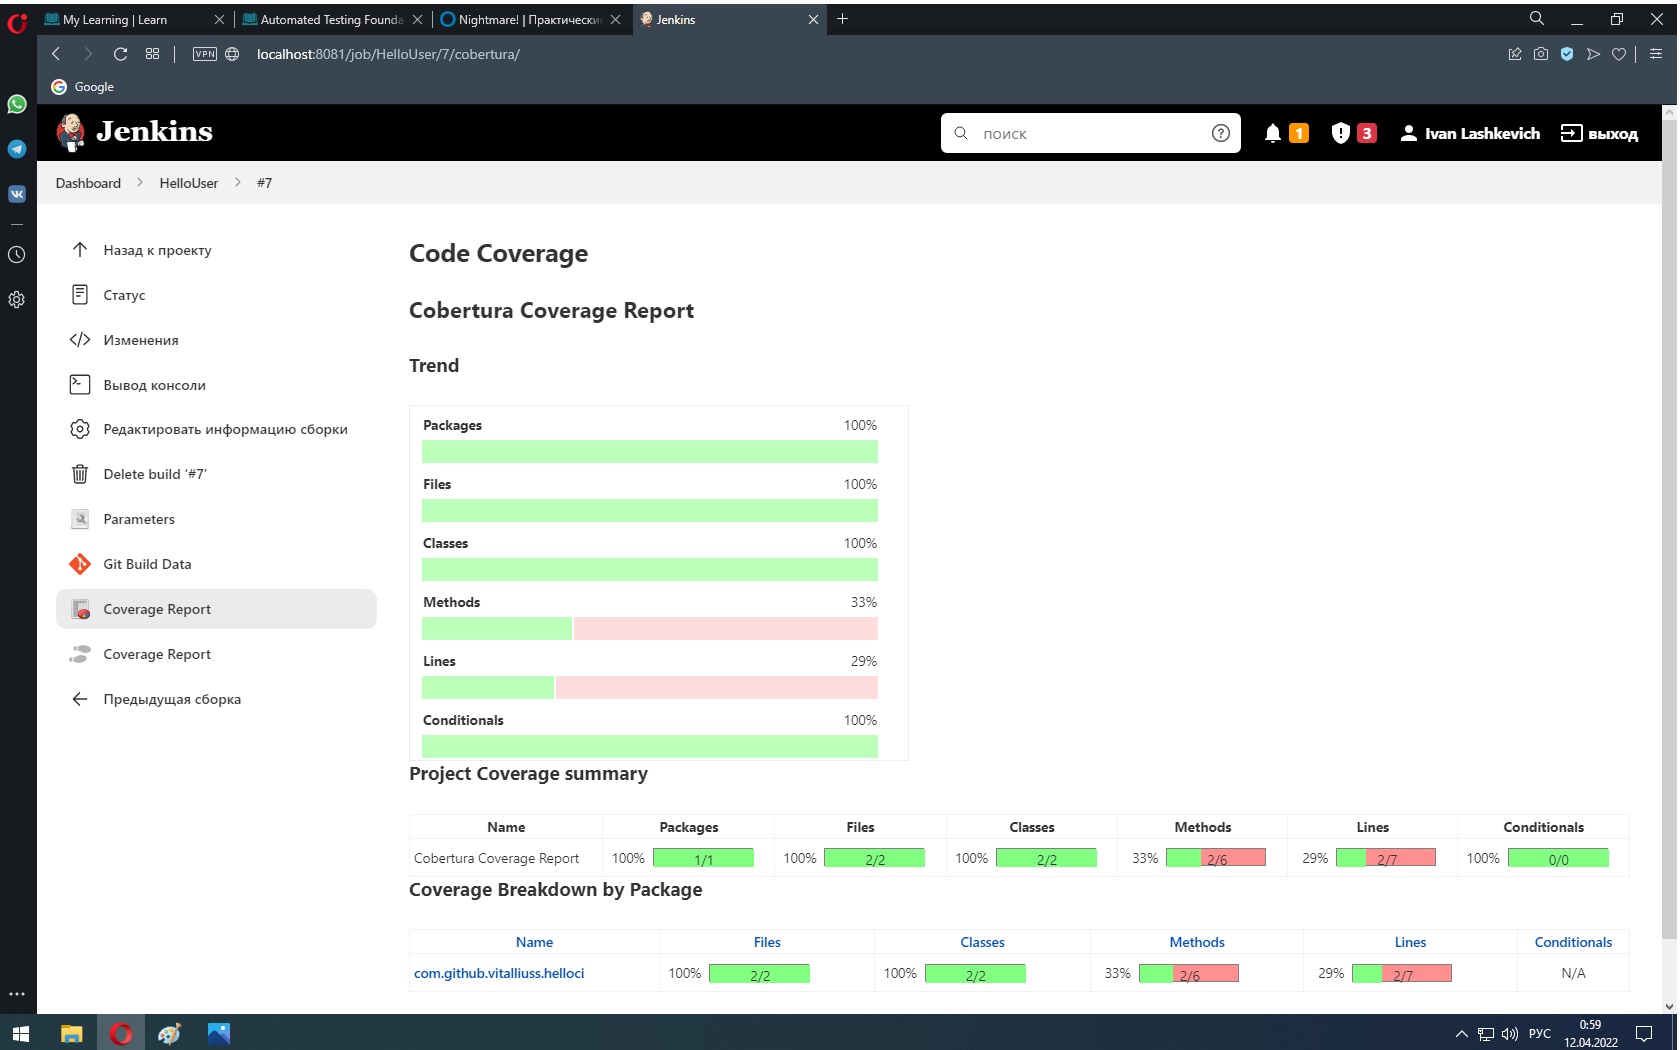 My Learning | Learn
Automated Testing Founda
Nightmare! | Практически
Jenkins
VPN
localhost:8081/job/HelloUser/7/cobertura/
Google
Jenkins
поиск
1
3
Ivan Lashkevich
выход
Dashboard
HelloUser
#7
Назад к проекту
Статус
Изменения
Вывод консоли
Редактировать информацию сборки
Delete build ‘#7’
Parameters
Git Build Data
Coverage Report
Coverage Report
Предыдущая сборка
Code Coverage
Cobertura Coverage Report
Trend
Packages 100%
Files 100%
Classes 100%
Methods 33%
Lines 29%
Conditionals 100%
Project Coverage summary
Name Packages Files Classes Methods Lines Conditionals
Cobertura Coverage Report 100% 1/1 100% 2/2 100% 2/2 33% 2/6 29% 2/7 100% 0/0
Coverage Breakdown by Package
Name Files Classes Methods Lines Conditionals
com.github.vitalliuss.helloci 100% 2/2 100% 2/2 33% 2/6 29% 2/7 N/A
РУС
0:59
12.04.2022